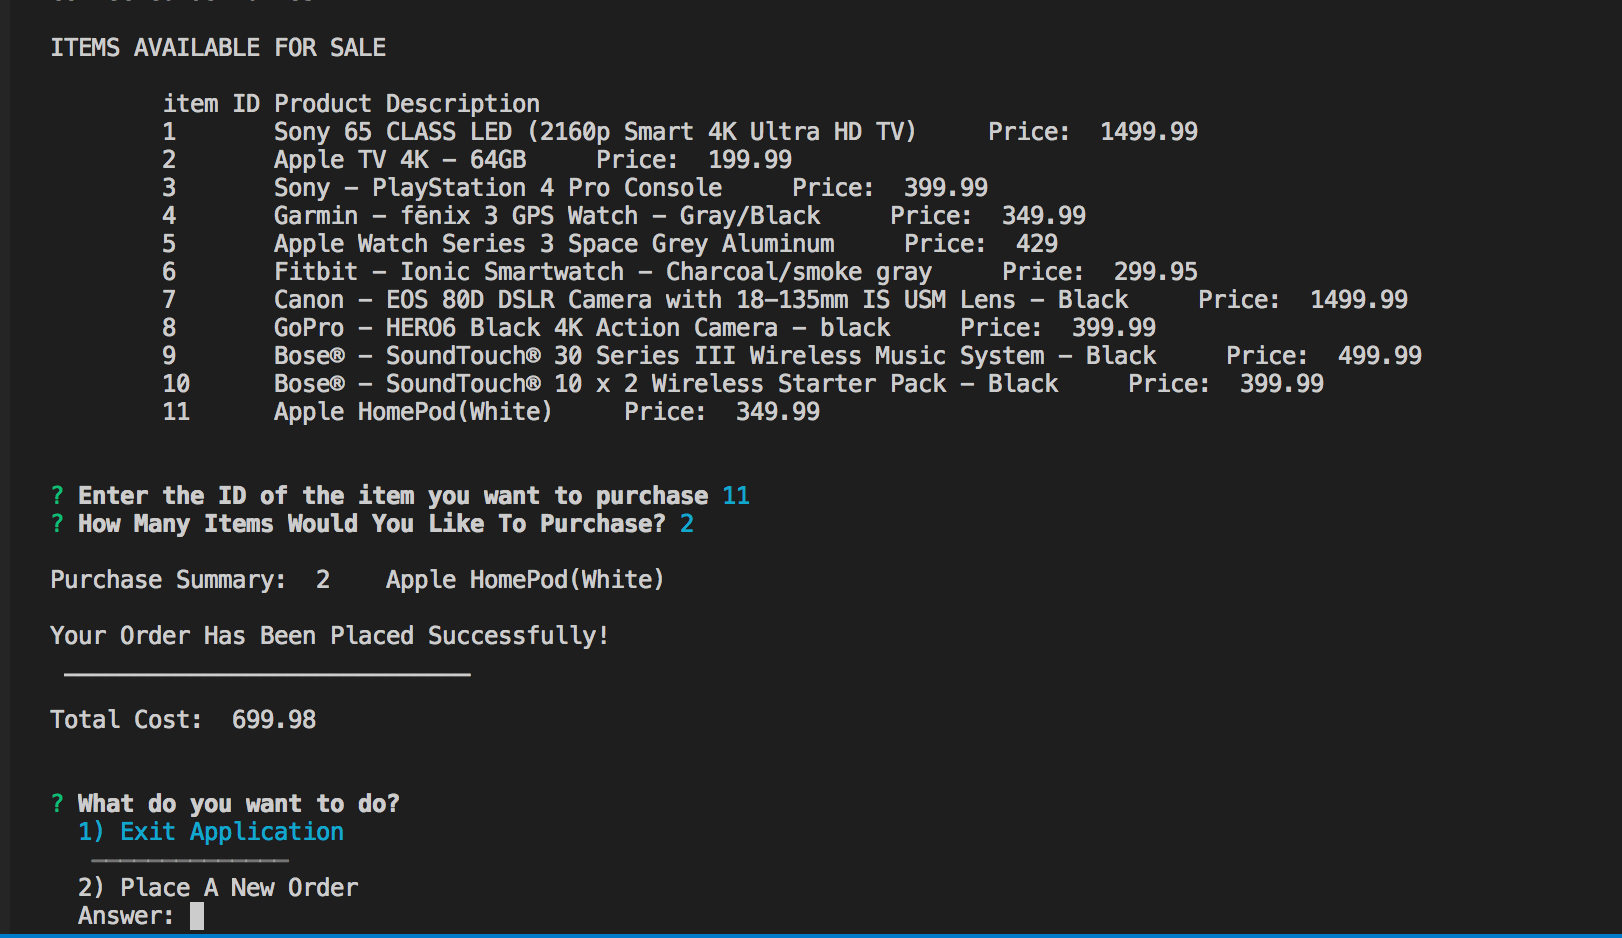 ITEMS AVAILABLE FOR SALE
item ID Product Description
1 Sony 65 CLASS LED (2160p Smart 4K Ultra HD TV) Price: 1499.99
2 Apple TV 4K – 64GB Price: 199.99
3 Sony – PlayStation 4 Pro Console Price: 399.99
4 Garmin – fēnix 3 GPS Watch – Gray/Black Price: 349.99
5 Apple Watch Series 3 Space Grey Aluminum Price: 429
6 Fitbit – Ionic Smartwatch – Charcoal/smoke gray Price: 299.95
7 Canon – EOS 80D DSLR Camera with 18–135mm IS USM Lens – Black Price: 1499.99
8 GoPro – HERO6 Black 4K Action Camera – black Price: 399.99
9 Bose® – SoundTouch® 30 Series III Wireless Music System – Black Price: 499.99
10 Bose® – SoundTouch® 10 x 2 Wireless Starter Pack – Black Price: 399.99
11 Apple HomePod(White) Price: 349.99
? Enter the ID of the item you want to purchase 11
? How Many Items Would You Like To Purchase? 2
Purchase Summary: 2 Apple HomePod(White)
Your Order Has Been Placed Successfully!
Total Cost: 699.98
? What do you want to do?
1) Exit Application
2) Place A New Order
Answer: